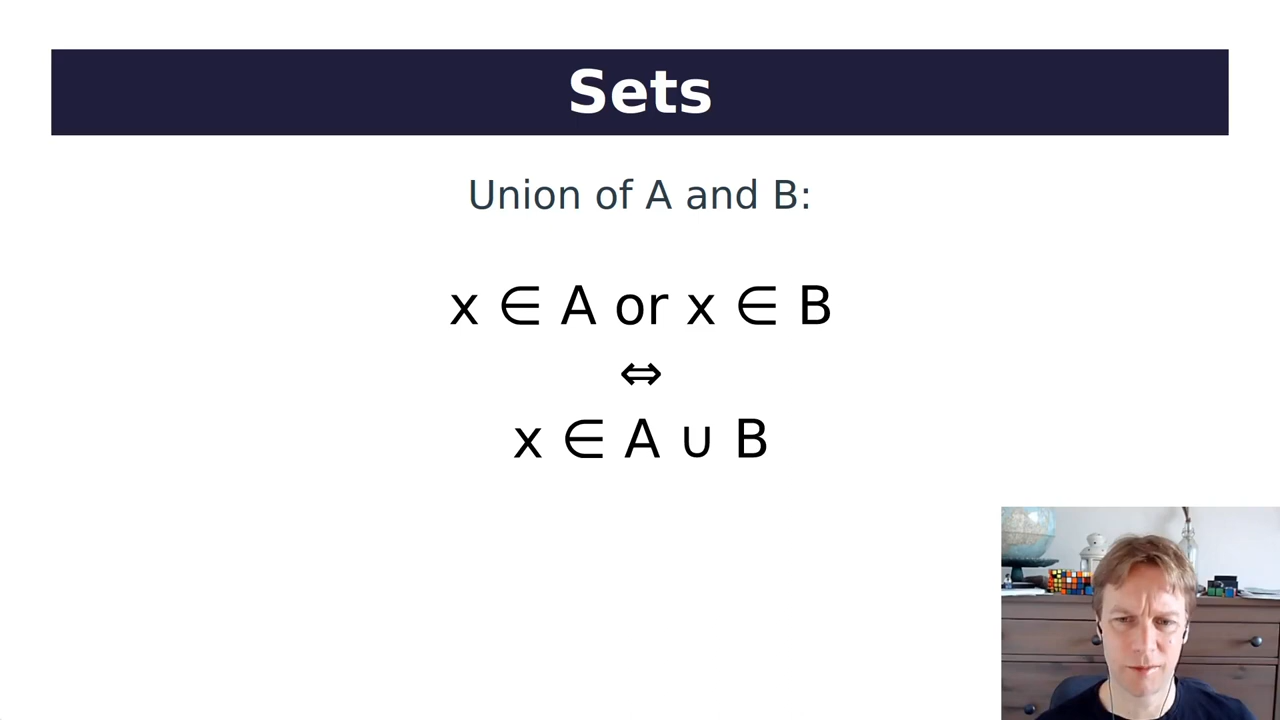 Sets
Union of A and B:
x ∈ A or x ∈ B
⇔
x ∈ A ∪ B